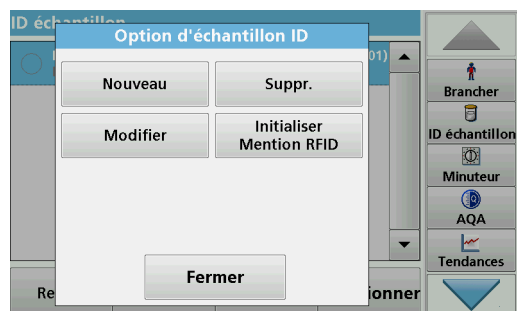 ID échantillon
Option d'échantillon ID
01)
Nouveau
Suppr.
Modifier
Initialiser
Mention RFID
Fermer
Re
ionner
Brancher
ID échantillon
Minuteur
AQA
Tendances